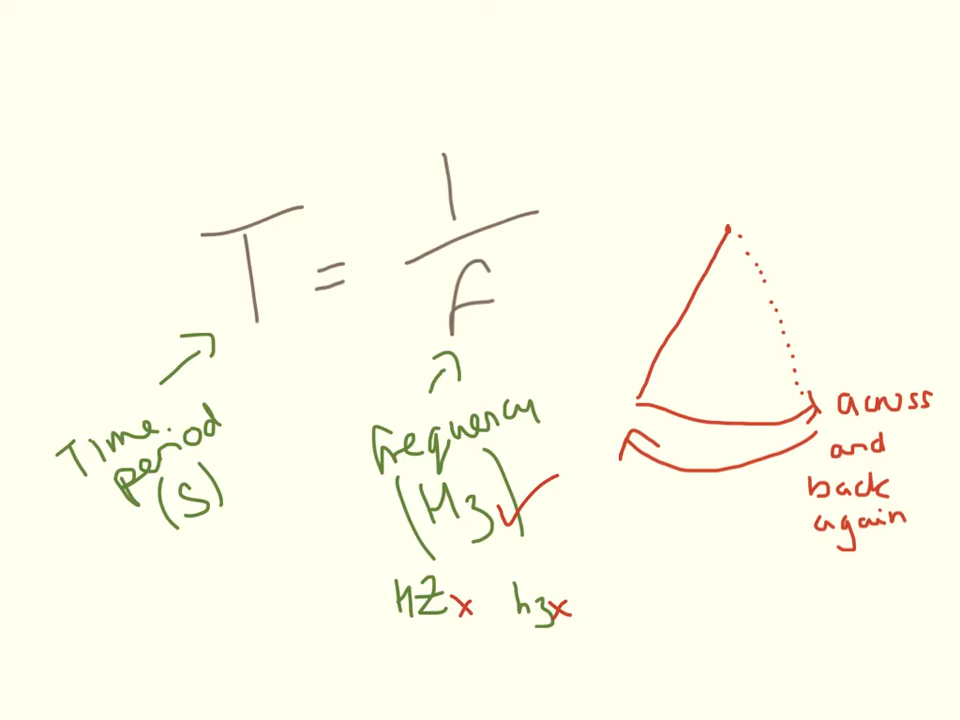 T = 1/F
Time.
period
(S)
frequency
(Hz)
HZ x hz x
across
and
back
again